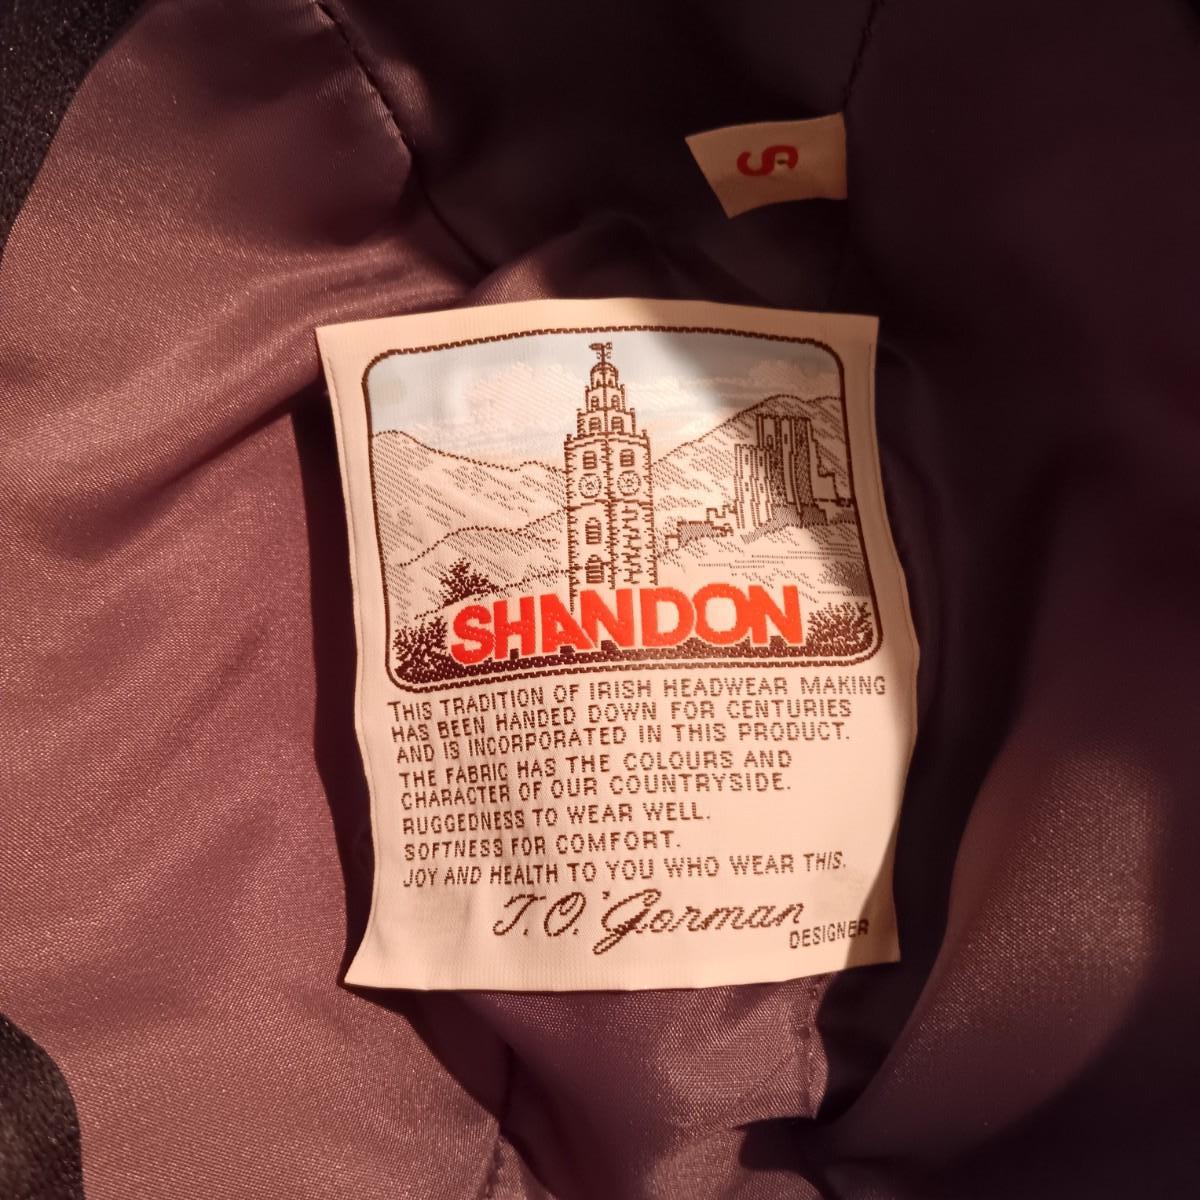 S
SHANDON
THIS TRADITION OF IRISH HEADWEAR MAKING
HAS BEEN HANDED DOWN FOR CENTURIES
AND IS INCORPORATED IN THIS PRODUCT.
THE FABRIC HAS THE COLOURS AND
CHARACTER OF OUR COUNTRYSIDE.
RUGGEDNESS TO WEAR WELL.
SOFTNESS FOR COMFORT.
JOY AND HEALTH TO YOU WHO WEAR THIS.
J.O.'Gorman
DESIGNER